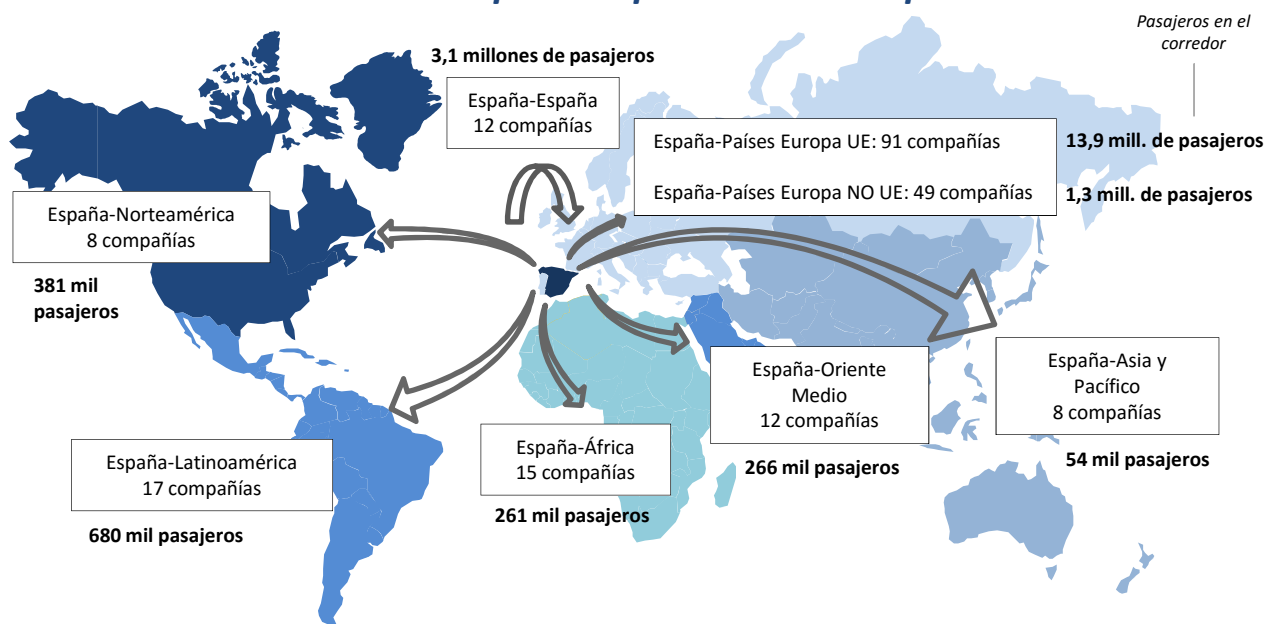 Pasajeros en el
corredor
3,1 millones de pasajeros
España-España
12 compañías
España-Países Europa UE: 91 compañías
13,9 mill. de pasajeros
España-Países Europa NO UE: 49 compañías
1,3 mill. de pasajeros
España-Norteamérica
8 compañías
381 mil
pasajeros
España-Oriente
Medio
12 compañías
266 mil pasajeros
España-Asia y
Pacífico
8 compañías
54 mil pasajeros
España-África
15 compañías
261 mil pasajeros
España-Latinoamérica
17 compañías
680 mil pasajeros